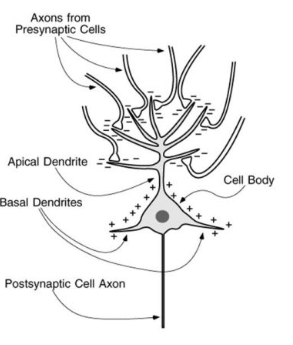 Axons from
Presynaptic Cells
Apical Dendrite
Cell Body
Basal Dendrites
Postsynaptic Cell Axon